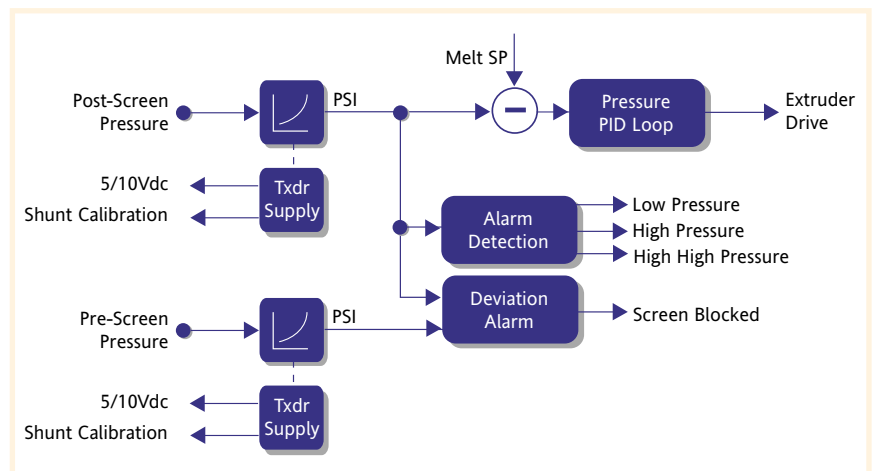 Melt SP
Post-Screen
Pressure
PSI
Pressure
PID Loop
Extruder
Drive
5/10Vdc
Shunt Calibration
Txdr
Supply
Alarm
Detection
Low Pressure
High Pressure
High High Pressure
Deviation
Alarm
Screen Blocked
Pre-Screen
Pressure
PSI
5/10Vdc
Shunt Calibration
Txdr
Supply